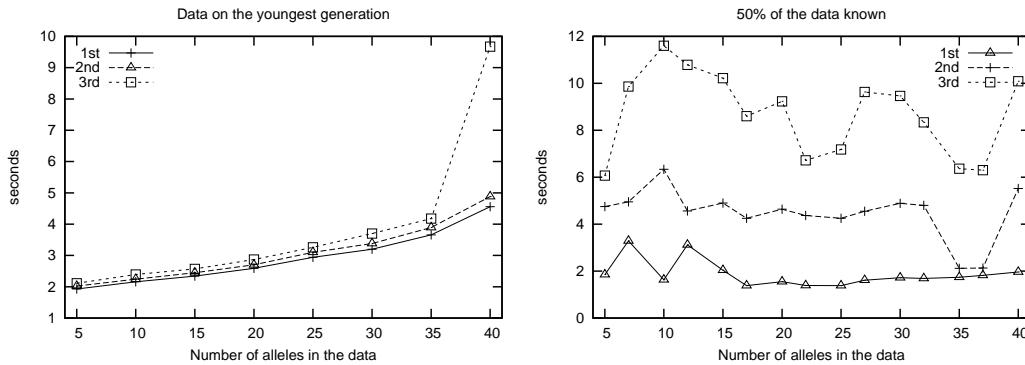 Data on the youngest generation
10
9
8
7
6
5
4
3
2
1
seconds
1st
2nd
3rd
5 10 15 20 25 30 35 40
Number of alleles in the data
50% of the data known
12
10
8
6
4
2
0
seconds
1st
2nd
3rd
5 10 15 20 25 30 35 40
Number of alleles in the data